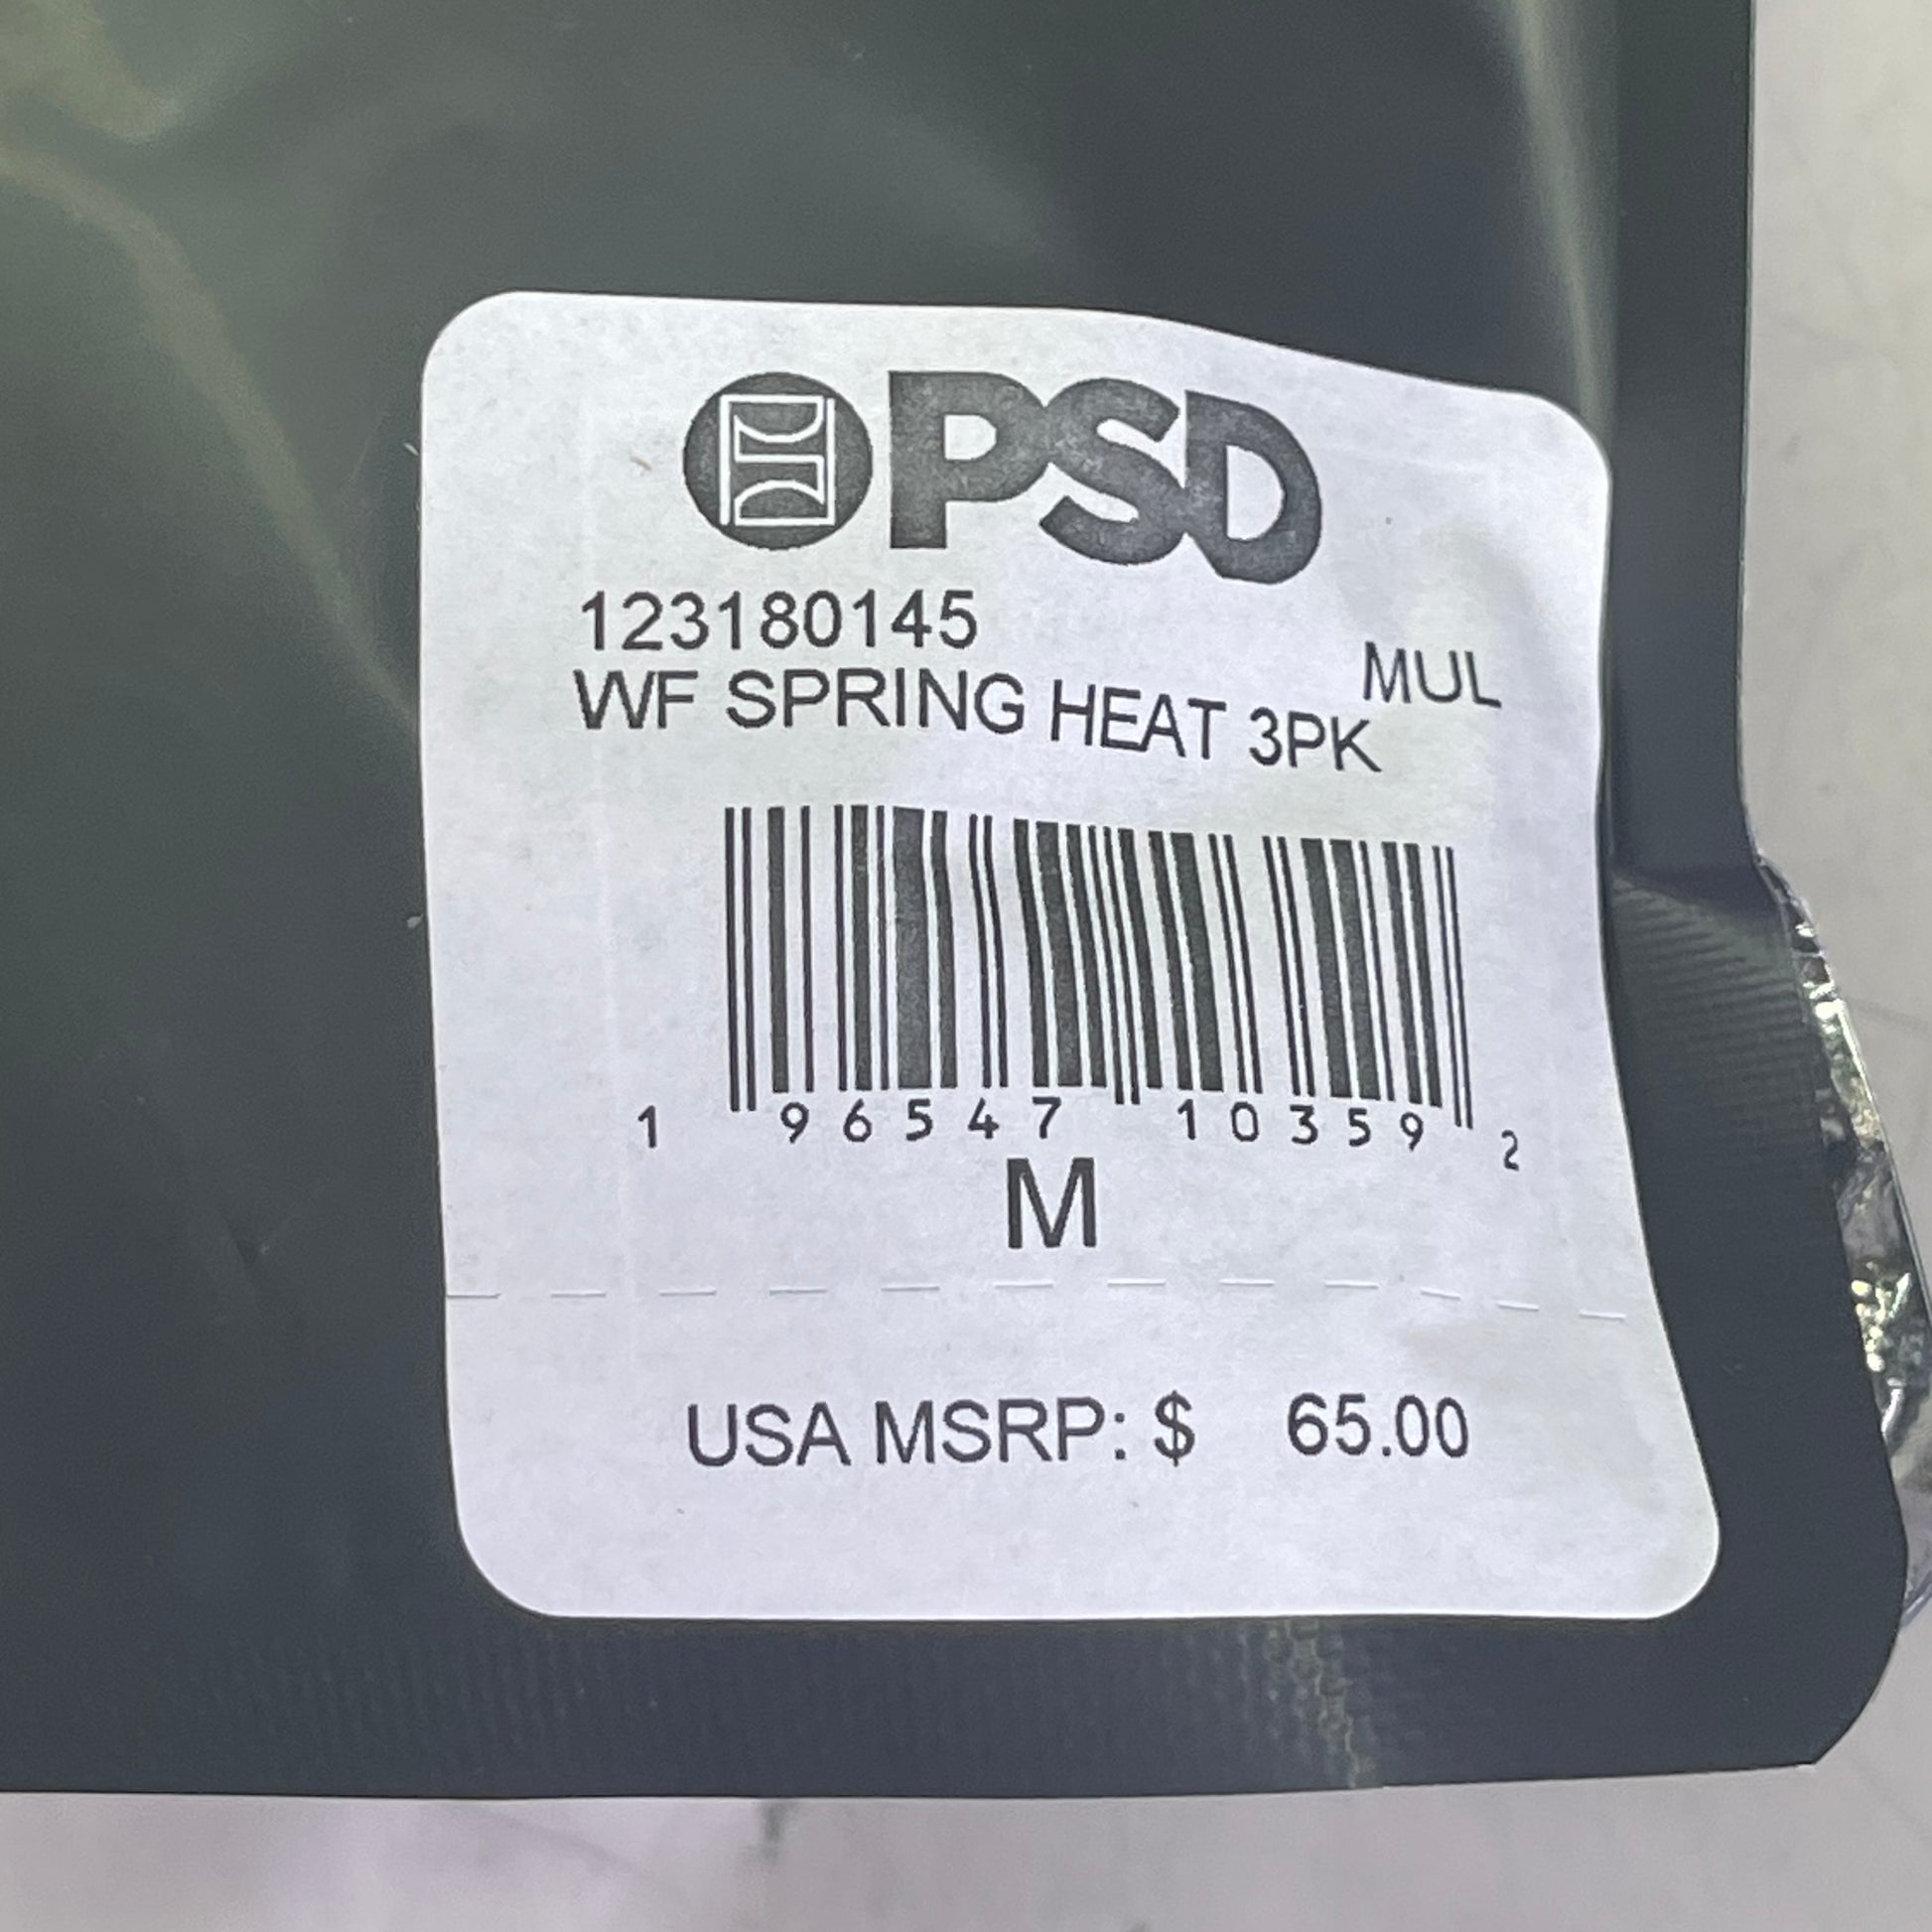 PSD
123180145
MUL
WF SPRING HEAT 3PK
1 96547 10359 2
M
USA MSRP: $ 65.00